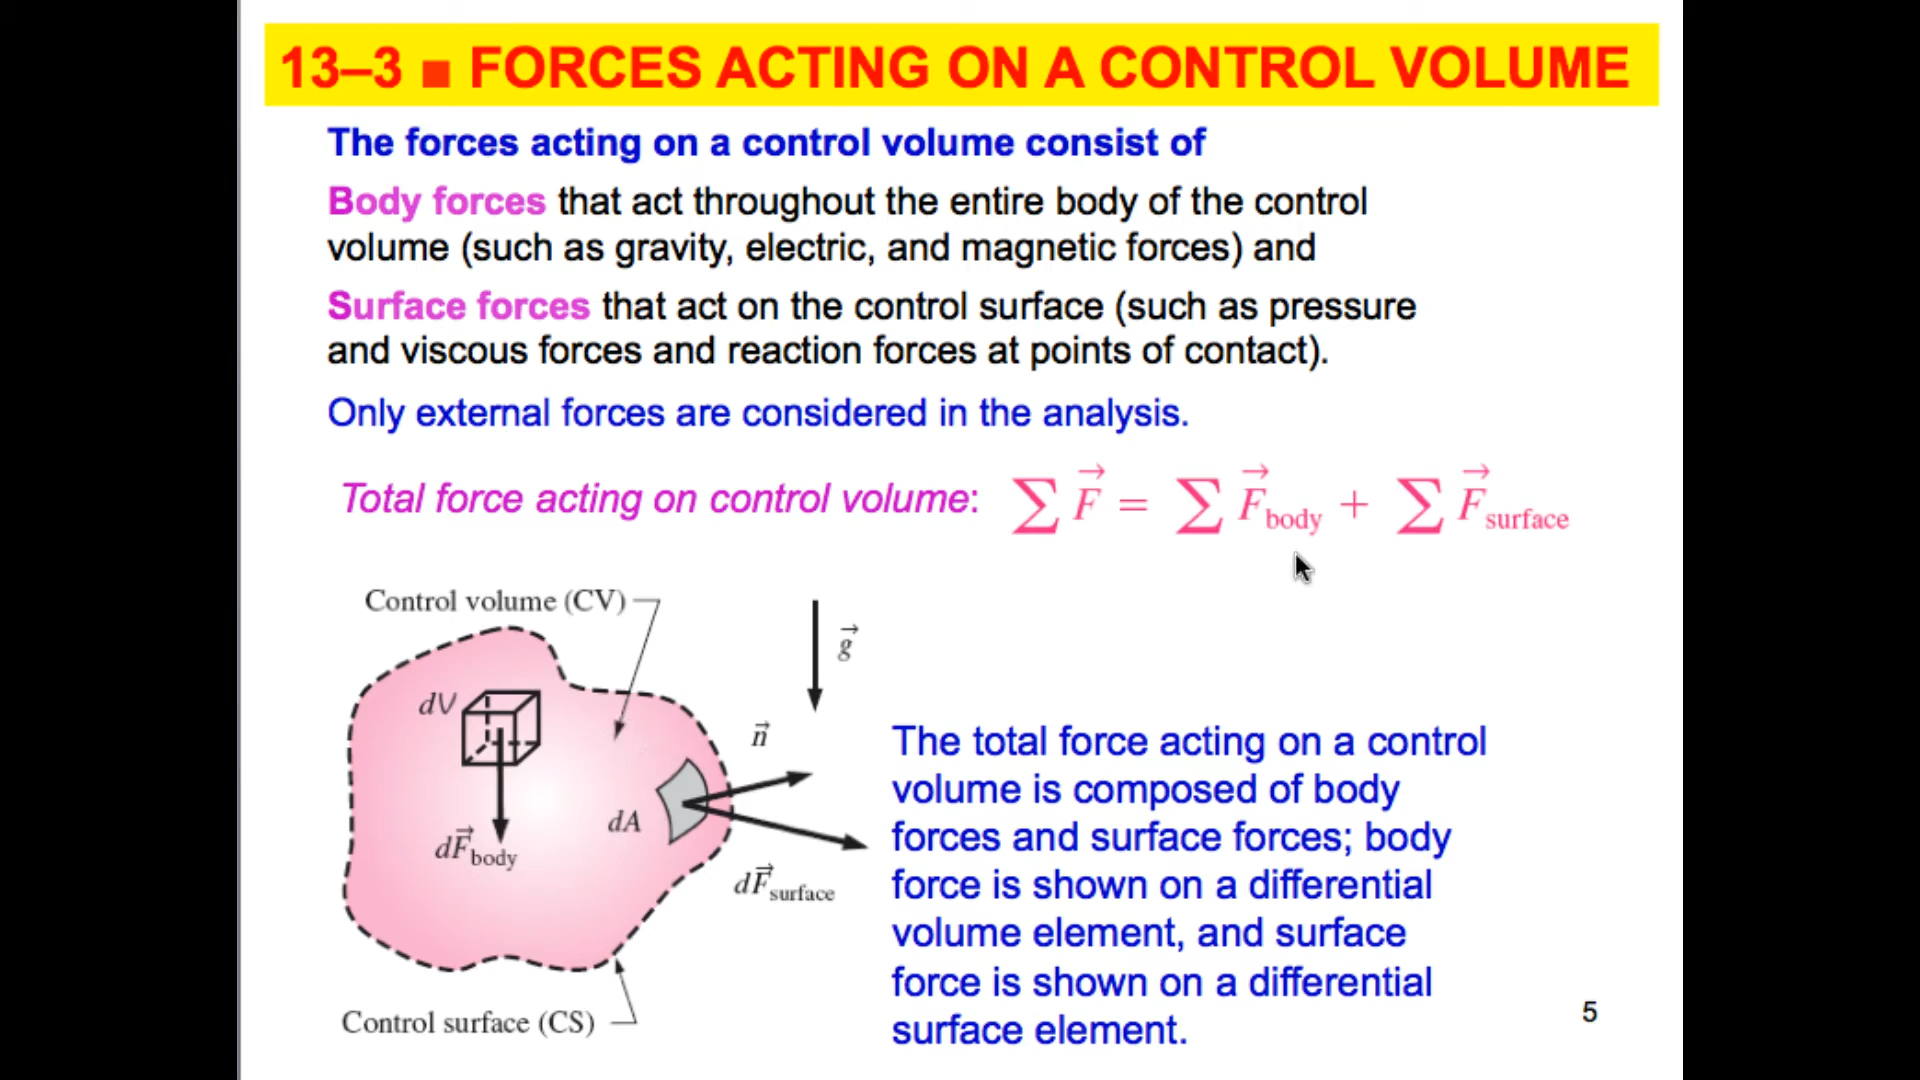 13–3 ■ FORCES ACTING ON A CONTROL VOLUME
The forces acting on a control volume consist of
Body forces that act throughout the entire body of the control
volume (such as gravity, electric, and magnetic forces) and
Surface forces that act on the control surface (such as pressure
and viscous forces and reaction forces at points of contact).
Only external forces are considered in the analysis.
Total force acting on control volume: ∑ F⃗ = ∑ F⃗body + ∑ F⃗surface
Control volume (CV)
g⃗
dV
n⃗
dA
dF⃗body
dF⃗surface
Control surface (CS)
The total force acting on a control
volume is composed of body
forces and surface forces; body
force is shown on a differential
volume element, and surface
force is shown on a differential
surface element.
5